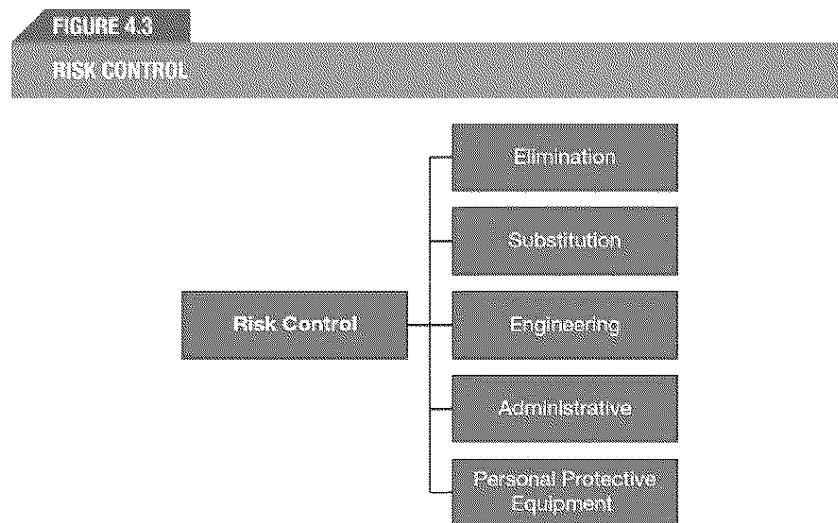 FIGURE 4.3
RISK CONTROL
Elimination
Substitution
Risk Control
Engineering
Administrative
Personal Protective
Equipment